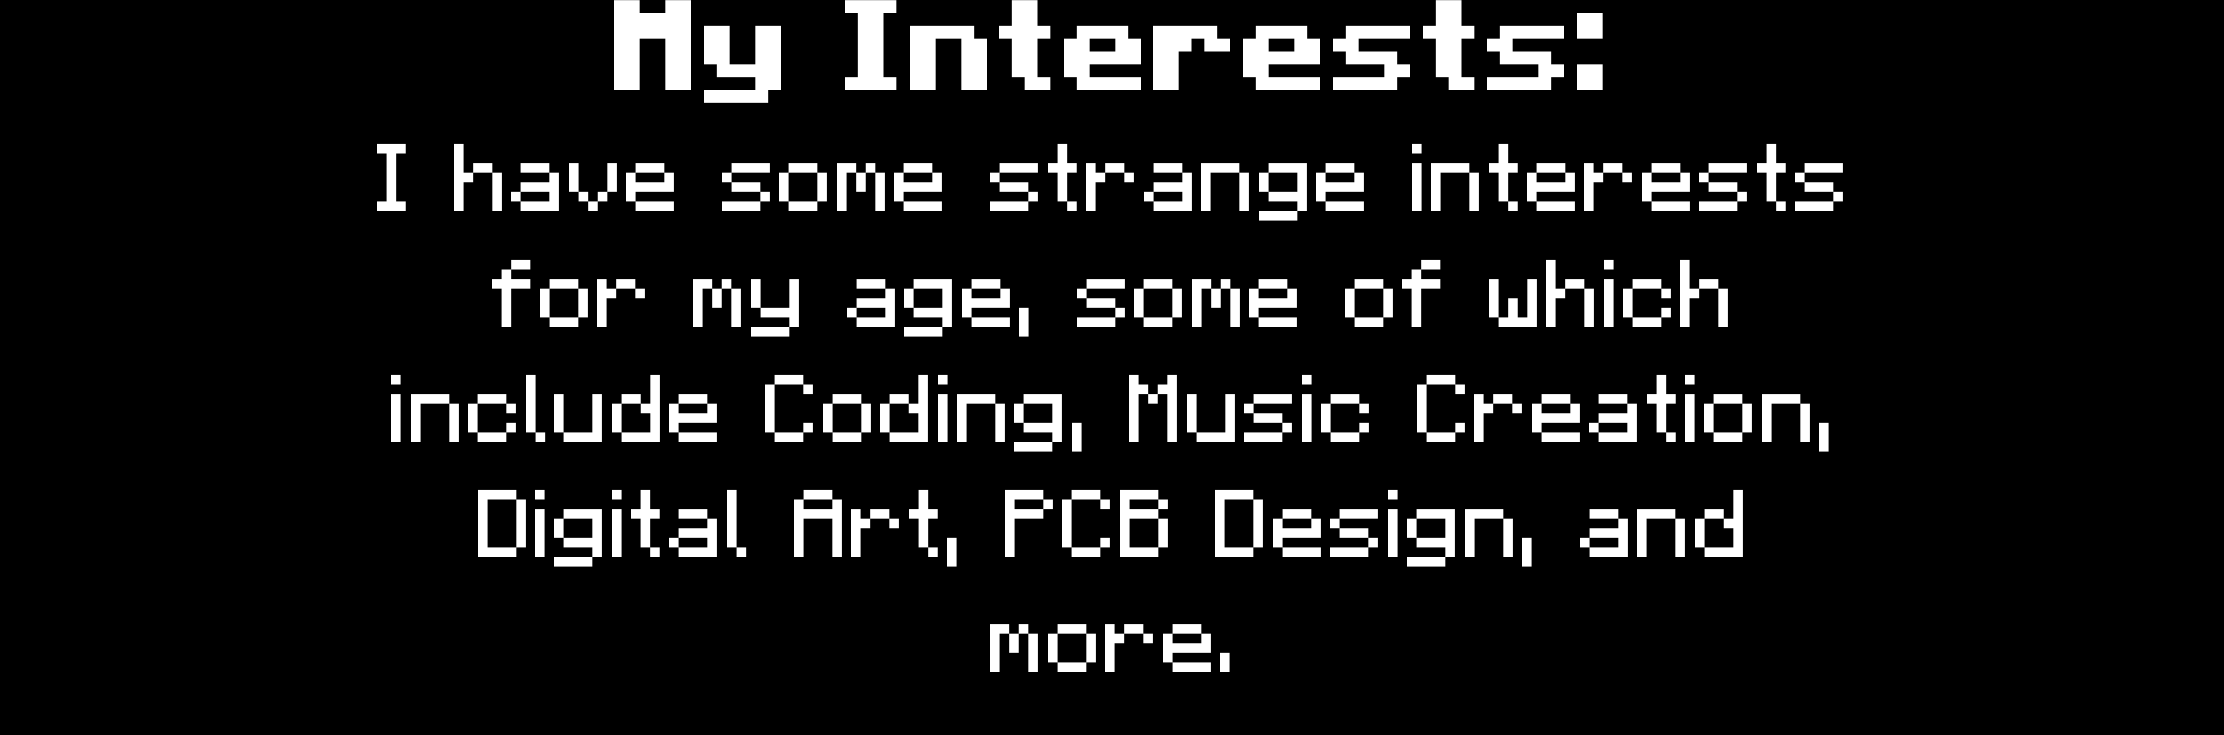 My Interests:
I have some strange interests
for my age, some of which
include Coding, Music Creation,
Digital Art, PCB Design, and
more.